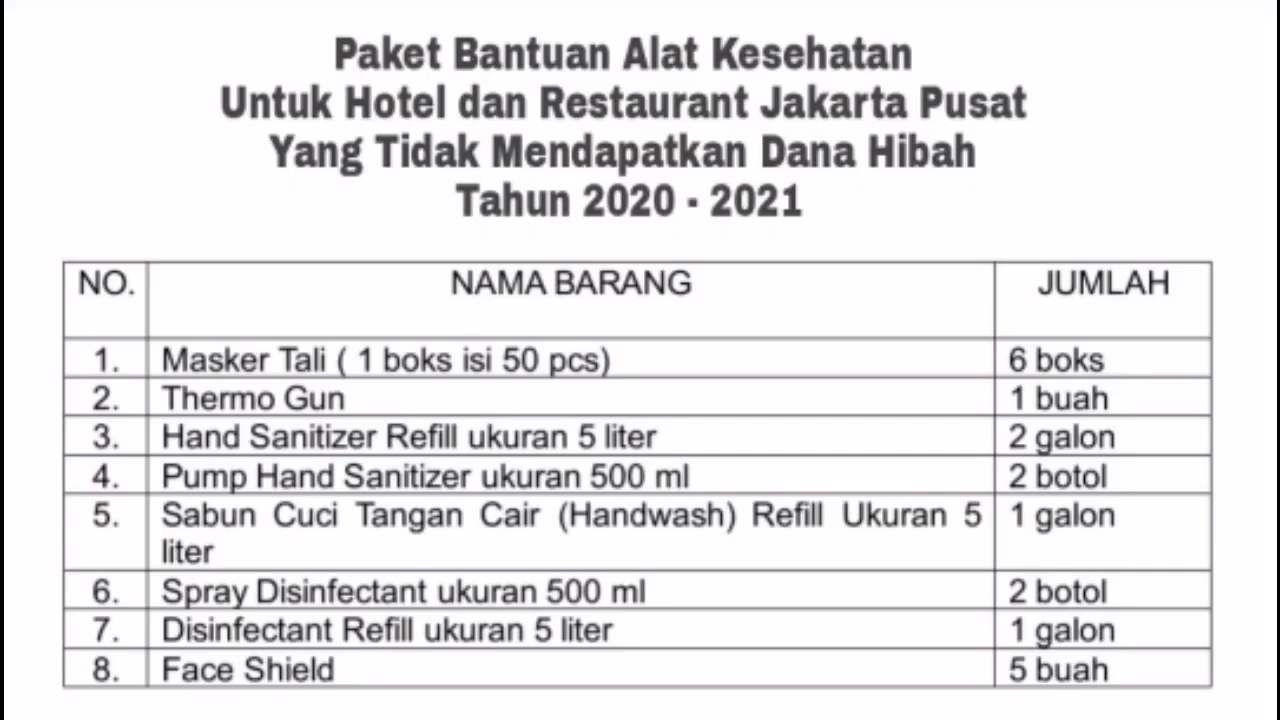 Paket Bantuan Alat Kesehatan
Untuk Hotel dan Restaurant Jakarta Pusat
Yang Tidak Mendapatkan Dana Hibah
Tahun 2020 - 2021
NO. NAMA BARANG JUMLAH
1. Masker Tali ( 1 boks isi 50 pcs) 6 boks
2. Thermo Gun 1 buah
3. Hand Sanitizer Refill ukuran 5 liter 2 galon
4. Pump Hand Sanitizer ukuran 500 ml 2 botol
5. Sabun Cuci Tangan Cair (Handwash) Refill Ukuran 5 1 galon
liter
6. Spray Disinfectant ukuran 500 ml 2 botol
7. Disinfectant Refill ukuran 5 liter 1 galon
8. Face Shield 5 buah